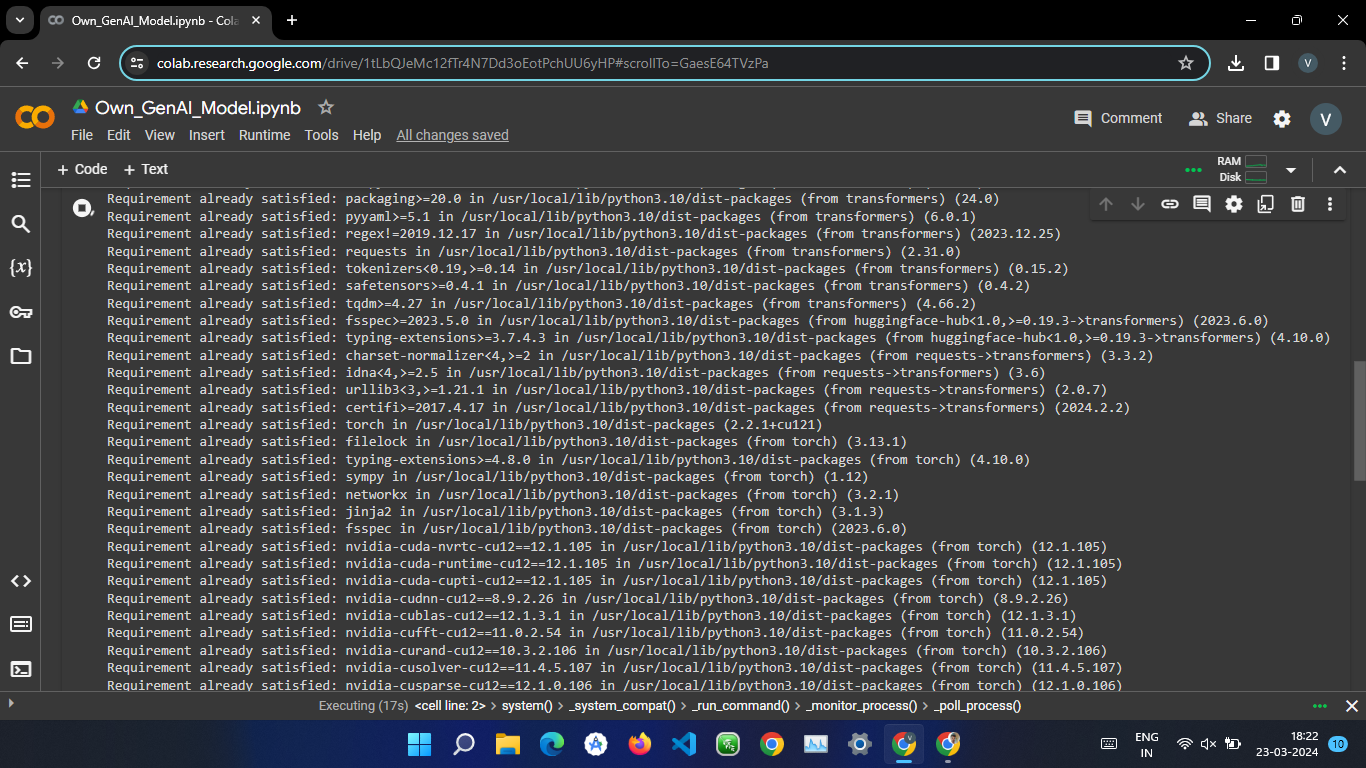 Own_GenAI_Model.ipynb - Cola
colab.research.google.com/drive/1tLbQJeMc12fTr4N7Dd3oEotPchUU6yHP#scrollTo=GaesE64TVzPa
V
Own_GenAI_Model.ipynb
File Edit View Insert Runtime Tools Help All changes saved
Comment Share V
+ Code + Text
RAM
Disk
Requirement already satisfied: packaging>=20.0 in /usr/local/lib/python3.10/dist-packages (from transformers) (24.0)
Requirement already satisfied: pyyaml>=5.1 in /usr/local/lib/python3.10/dist-packages (from transformers) (6.0.1)
Requirement already satisfied: regex!=2019.12.17 in /usr/local/lib/python3.10/dist-packages (from transformers) (2023.12.25)
Requirement already satisfied: requests in /usr/local/lib/python3.10/dist-packages (from transformers) (2.31.0)
Requirement already satisfied: tokenizers<0.19,>=0.14 in /usr/local/lib/python3.10/dist-packages (from transformers) (0.15.2)
Requirement already satisfied: safetensors>=0.4.1 in /usr/local/lib/python3.10/dist-packages (from transformers) (0.4.2)
Requirement already satisfied: tqdm>=4.27 in /usr/local/lib/python3.10/dist-packages (from transformers) (4.66.2)
Requirement already satisfied: fsspec>=2023.5.0 in /usr/local/lib/python3.10/dist-packages (from huggingface-hub<1.0,>=0.19.3->transformers) (2023.6.0)
Requirement already satisfied: typing-extensions>=3.7.4.3 in /usr/local/lib/python3.10/dist-packages (from huggingface-hub<1.0,>=0.19.3->transformers) (4.10.0)
Requirement already satisfied: charset-normalizer<4,>=2 in /usr/local/lib/python3.10/dist-packages (from requests->transformers) (3.3.2)
Requirement already satisfied: idna<4,>=2.5 in /usr/local/lib/python3.10/dist-packages (from requests->transformers) (3.6)
Requirement already satisfied: urllib3<3,>=1.21.1 in /usr/local/lib/python3.10/dist-packages (from requests->transformers) (2.0.7)
Requirement already satisfied: certifi>=2017.4.17 in /usr/local/lib/python3.10/dist-packages (from requests->transformers) (2024.2.2)
Requirement already satisfied: torch in /usr/local/lib/python3.10/dist-packages (2.2.1+cu121)
Requirement already satisfied: filelock in /usr/local/lib/python3.10/dist-packages (from torch) (3.13.1)
Requirement already satisfied: typing-extensions>=4.8.0 in /usr/local/lib/python3.10/dist-packages (from torch) (4.10.0)
Requirement already satisfied: sympy in /usr/local/lib/python3.10/dist-packages (from torch) (1.12)
Requirement already satisfied: networkx in /usr/local/lib/python3.10/dist-packages (from torch) (3.2.1)
Requirement already satisfied: jinja2 in /usr/local/lib/python3.10/dist-packages (from torch) (3.1.3)
Requirement already satisfied: fsspec in /usr/local/lib/python3.10/dist-packages (from torch) (2023.6.0)
Requirement already satisfied: nvidia-cuda-nvrtc-cu12==12.1.105 in /usr/local/lib/python3.10/dist-packages (from torch) (12.1.105)
Requirement already satisfied: nvidia-cuda-runtime-cu12==12.1.105 in /usr/local/lib/python3.10/dist-packages (from torch) (12.1.105)
Requirement already satisfied: nvidia-cuda-cupti-cu12==12.1.105 in /usr/local/lib/python3.10/dist-packages (from torch) (12.1.105)
Requirement already satisfied: nvidia-cudnn-cu12==8.9.2.26 in /usr/local/lib/python3.10/dist-packages (from torch) (8.9.2.26)
Requirement already satisfied: nvidia-cublas-cu12==12.1.3.1 in /usr/local/lib/python3.10/dist-packages (from torch) (12.1.3.1)
Requirement already satisfied: nvidia-cufft-cu12==11.0.2.54 in /usr/local/lib/python3.10/dist-packages (from torch) (11.0.2.54)
Requirement already satisfied: nvidia-curand-cu12==10.3.2.106 in /usr/local/lib/python3.10/dist-packages (from torch) (10.3.2.106)
Requirement already satisfied: nvidia-cusolver-cu12==11.4.5.107 in /usr/local/lib/python3.10/dist-packages (from torch) (11.4.5.107)
Requirement already satisfied: nvidia-cusparse-cu12==12.1.0.106 in /usr/local/lib/python3.10/dist-packages (from torch) (12.1.0.106)
Executing (17s) <cell line: 2> > system() > _system_compat() > _run_command() > _monitor_process() > _poll_process()
ENG
IN
18:22
23-03-2024
10